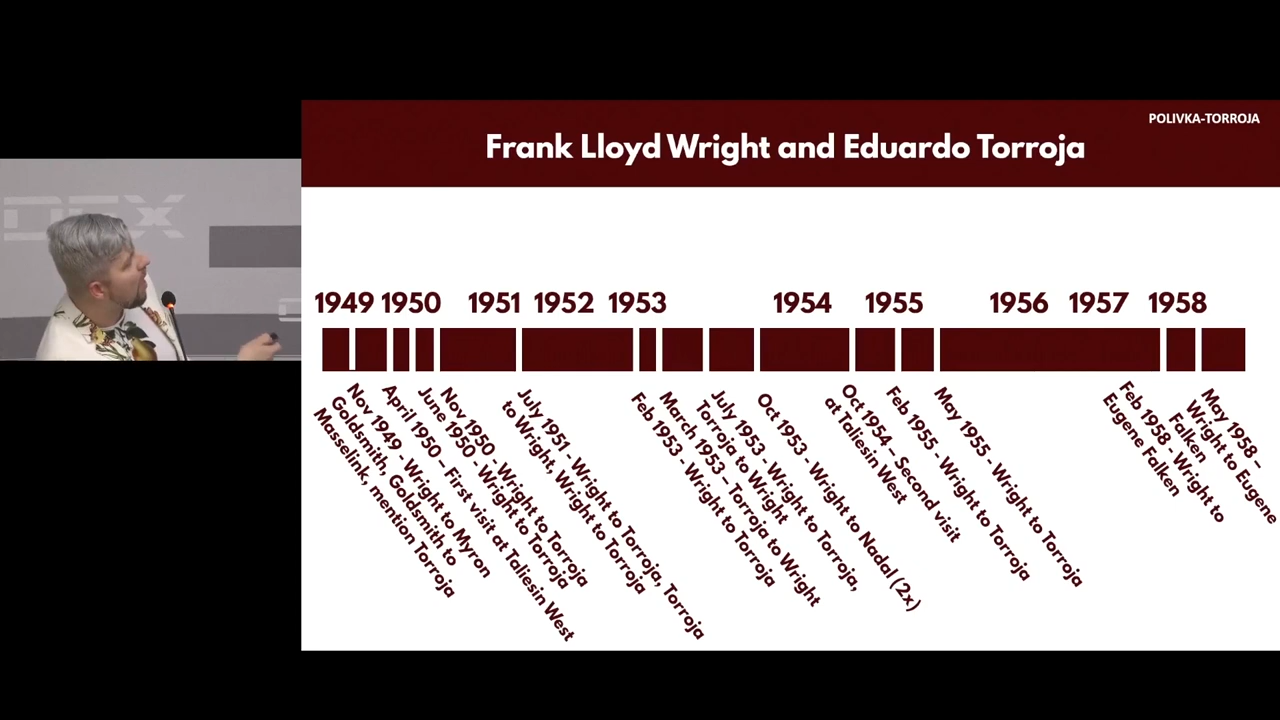 POLIVKA-TORROJA
Frank Lloyd Wright and Eduardo Torroja
1949 1950 1951 1952 1953 1954 1955 1956 1957 1958
Nov 1949 - Wright to Myron
Goldsmith, Goldsmith to
Masselink, mention Torroja
April 1950 – First visit at Taliesin West
June 1950 - Wright to Torroja
Nov 1950 - Wright to Torroja
July 1951 - Wright to Torroja, Torroja
to Wright, Wright to Torroja
Feb 1953 - Wright to Torroja
March 1953 – Torroja to Wright
July 1953 - Wright to Torroja,
Torroja to Wright
Oct 1953 - Wright to Nadal (2x)
Oct 1954 – Second visit
at Taliesin West
Feb 1955 - Wright to Torroja
May 1955 - Wright to Torroja
Feb 1958 - Wright to
Eugene Falken
May 1958 –
Wright to Eugene
Falken